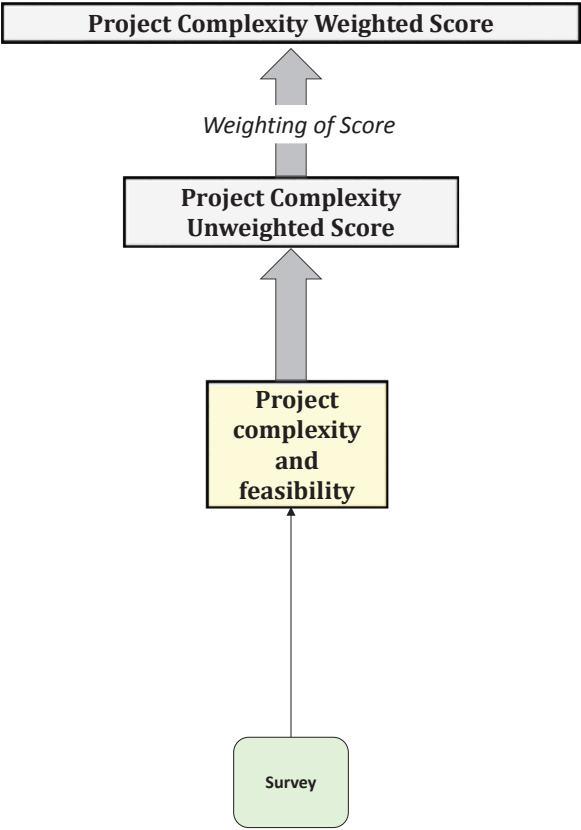 Project Complexity Weighted Score
Weighting of Score
Project Complexity
Unweighted Score
Project
complexity
and
feasibility
Survey